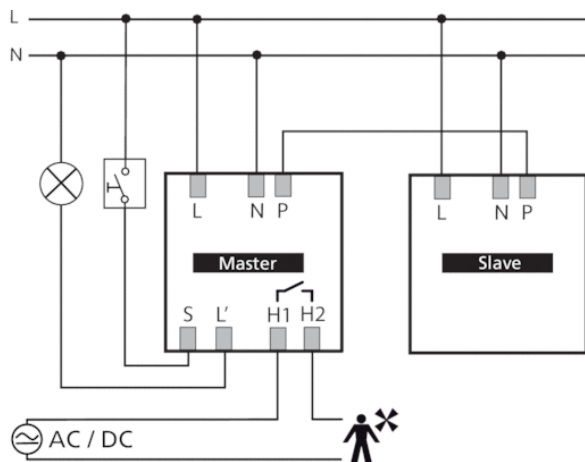 L
N
L N P
L N P
Master
Slave
S L' H1 H2
AC / DC